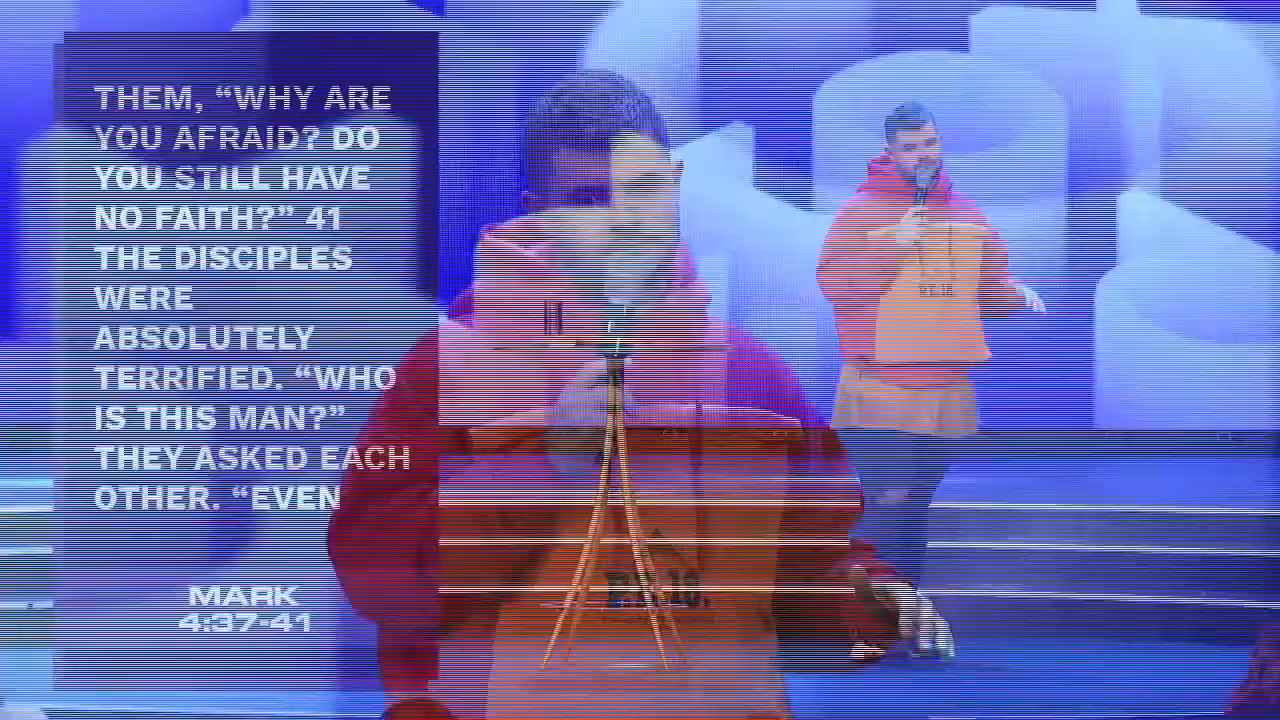 THEM, “WHY ARE
YOU AFRAID? DO
YOU STILL HAVE
NO FAITH?” 41
THE DISCIPLES
WERE
ABSOLUTELY
TERRIFIED. “WHO
IS THIS MAN?”
THEY ASKED EACH
OTHER. “EVEN
MARK
4:37-41